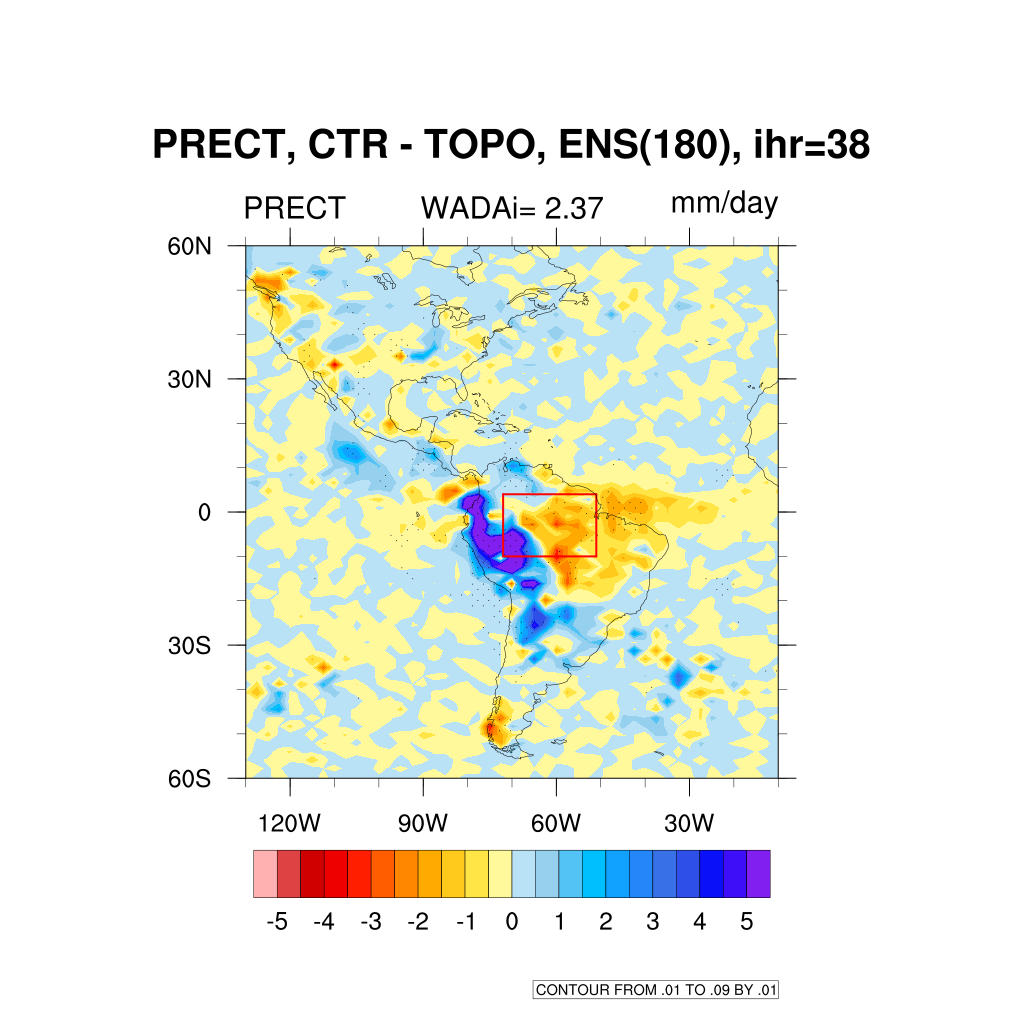 PRECT, CTR - TOPO, ENS(180), ihr=38
PRECT WADAi= 2.37 mm/day
60N
30N
0
30S
60S
120W 90W 60W 30W
-5 -4 -3 -2 -1 0 1 2 3 4 5
CONTOUR FROM .01 TO .09 BY .01